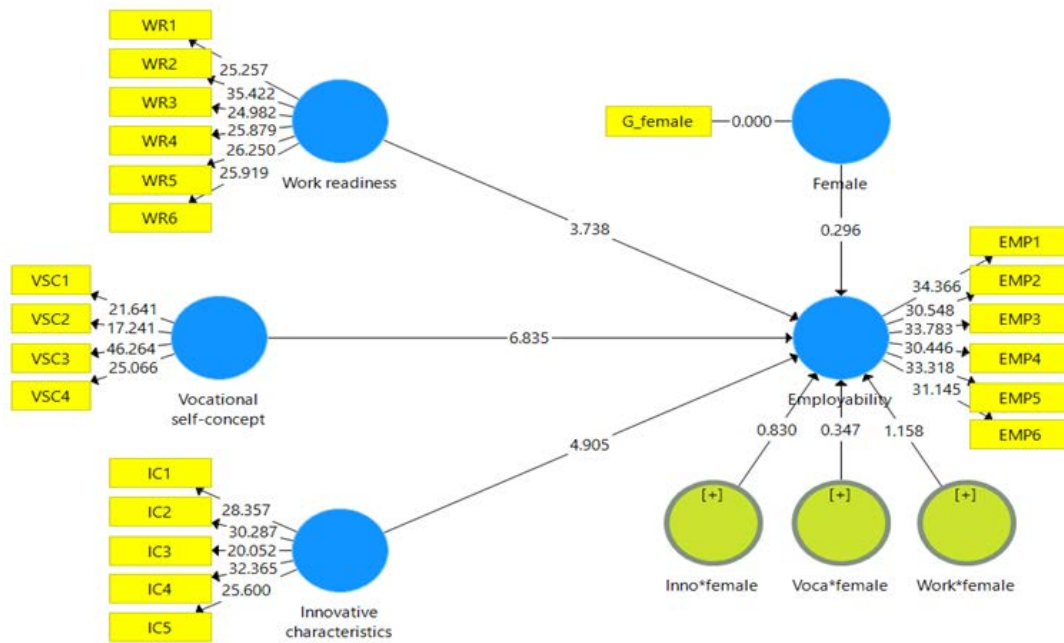 WR1
WR2
WR3
WR4
WR5
WR6
25.257
35.422
24.982
25.879
26.250
25.919
Work readiness
G_female
0.000
Female
3.738
0.296
VSC1
VSC2
VSC3
VSC4
21.641
17.241
46.264
25.066
Vocational
self-concept
6.835
Employability
EMP1
EMP2
EMP3
EMP4
EMP5
EMP6
34.366
30.548
33.783
30.446
33.318
31.145
4.905
IC1
IC2
IC3
IC4
IC5
28.357
30.287
20.052
32.365
25.600
Innovative
characteristics
0.830
0.347
1.158
[+]
[+]
[+]
Inno*female
Voca*female
Work*female